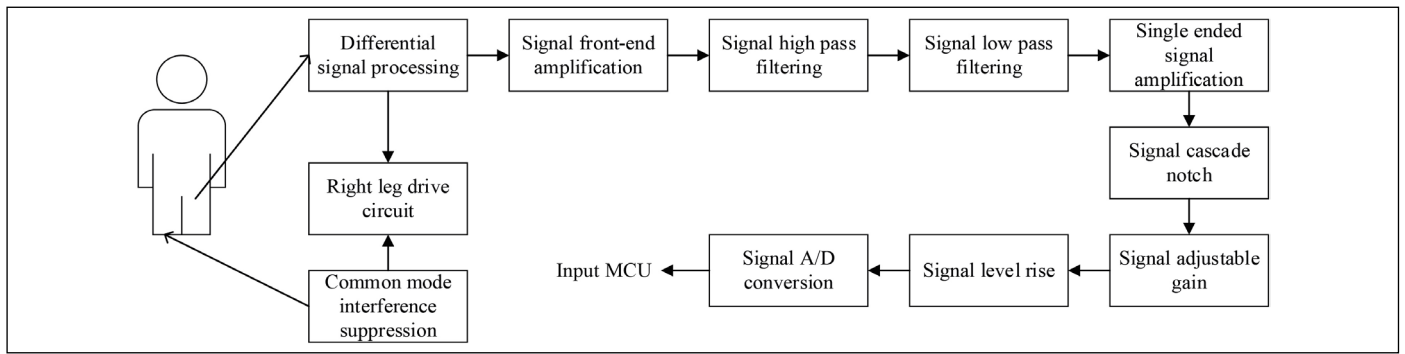 Differential
signal processing
Signal front-end
amplification
Signal high pass
filtering
Signal low pass
filtering
Single ended
signal
amplification
Signal cascade
notch
Right leg drive
circuit
Signal adjustable
gain
Signal level rise
Signal A/D
conversion
Input MCU
Common mode
interference
suppression